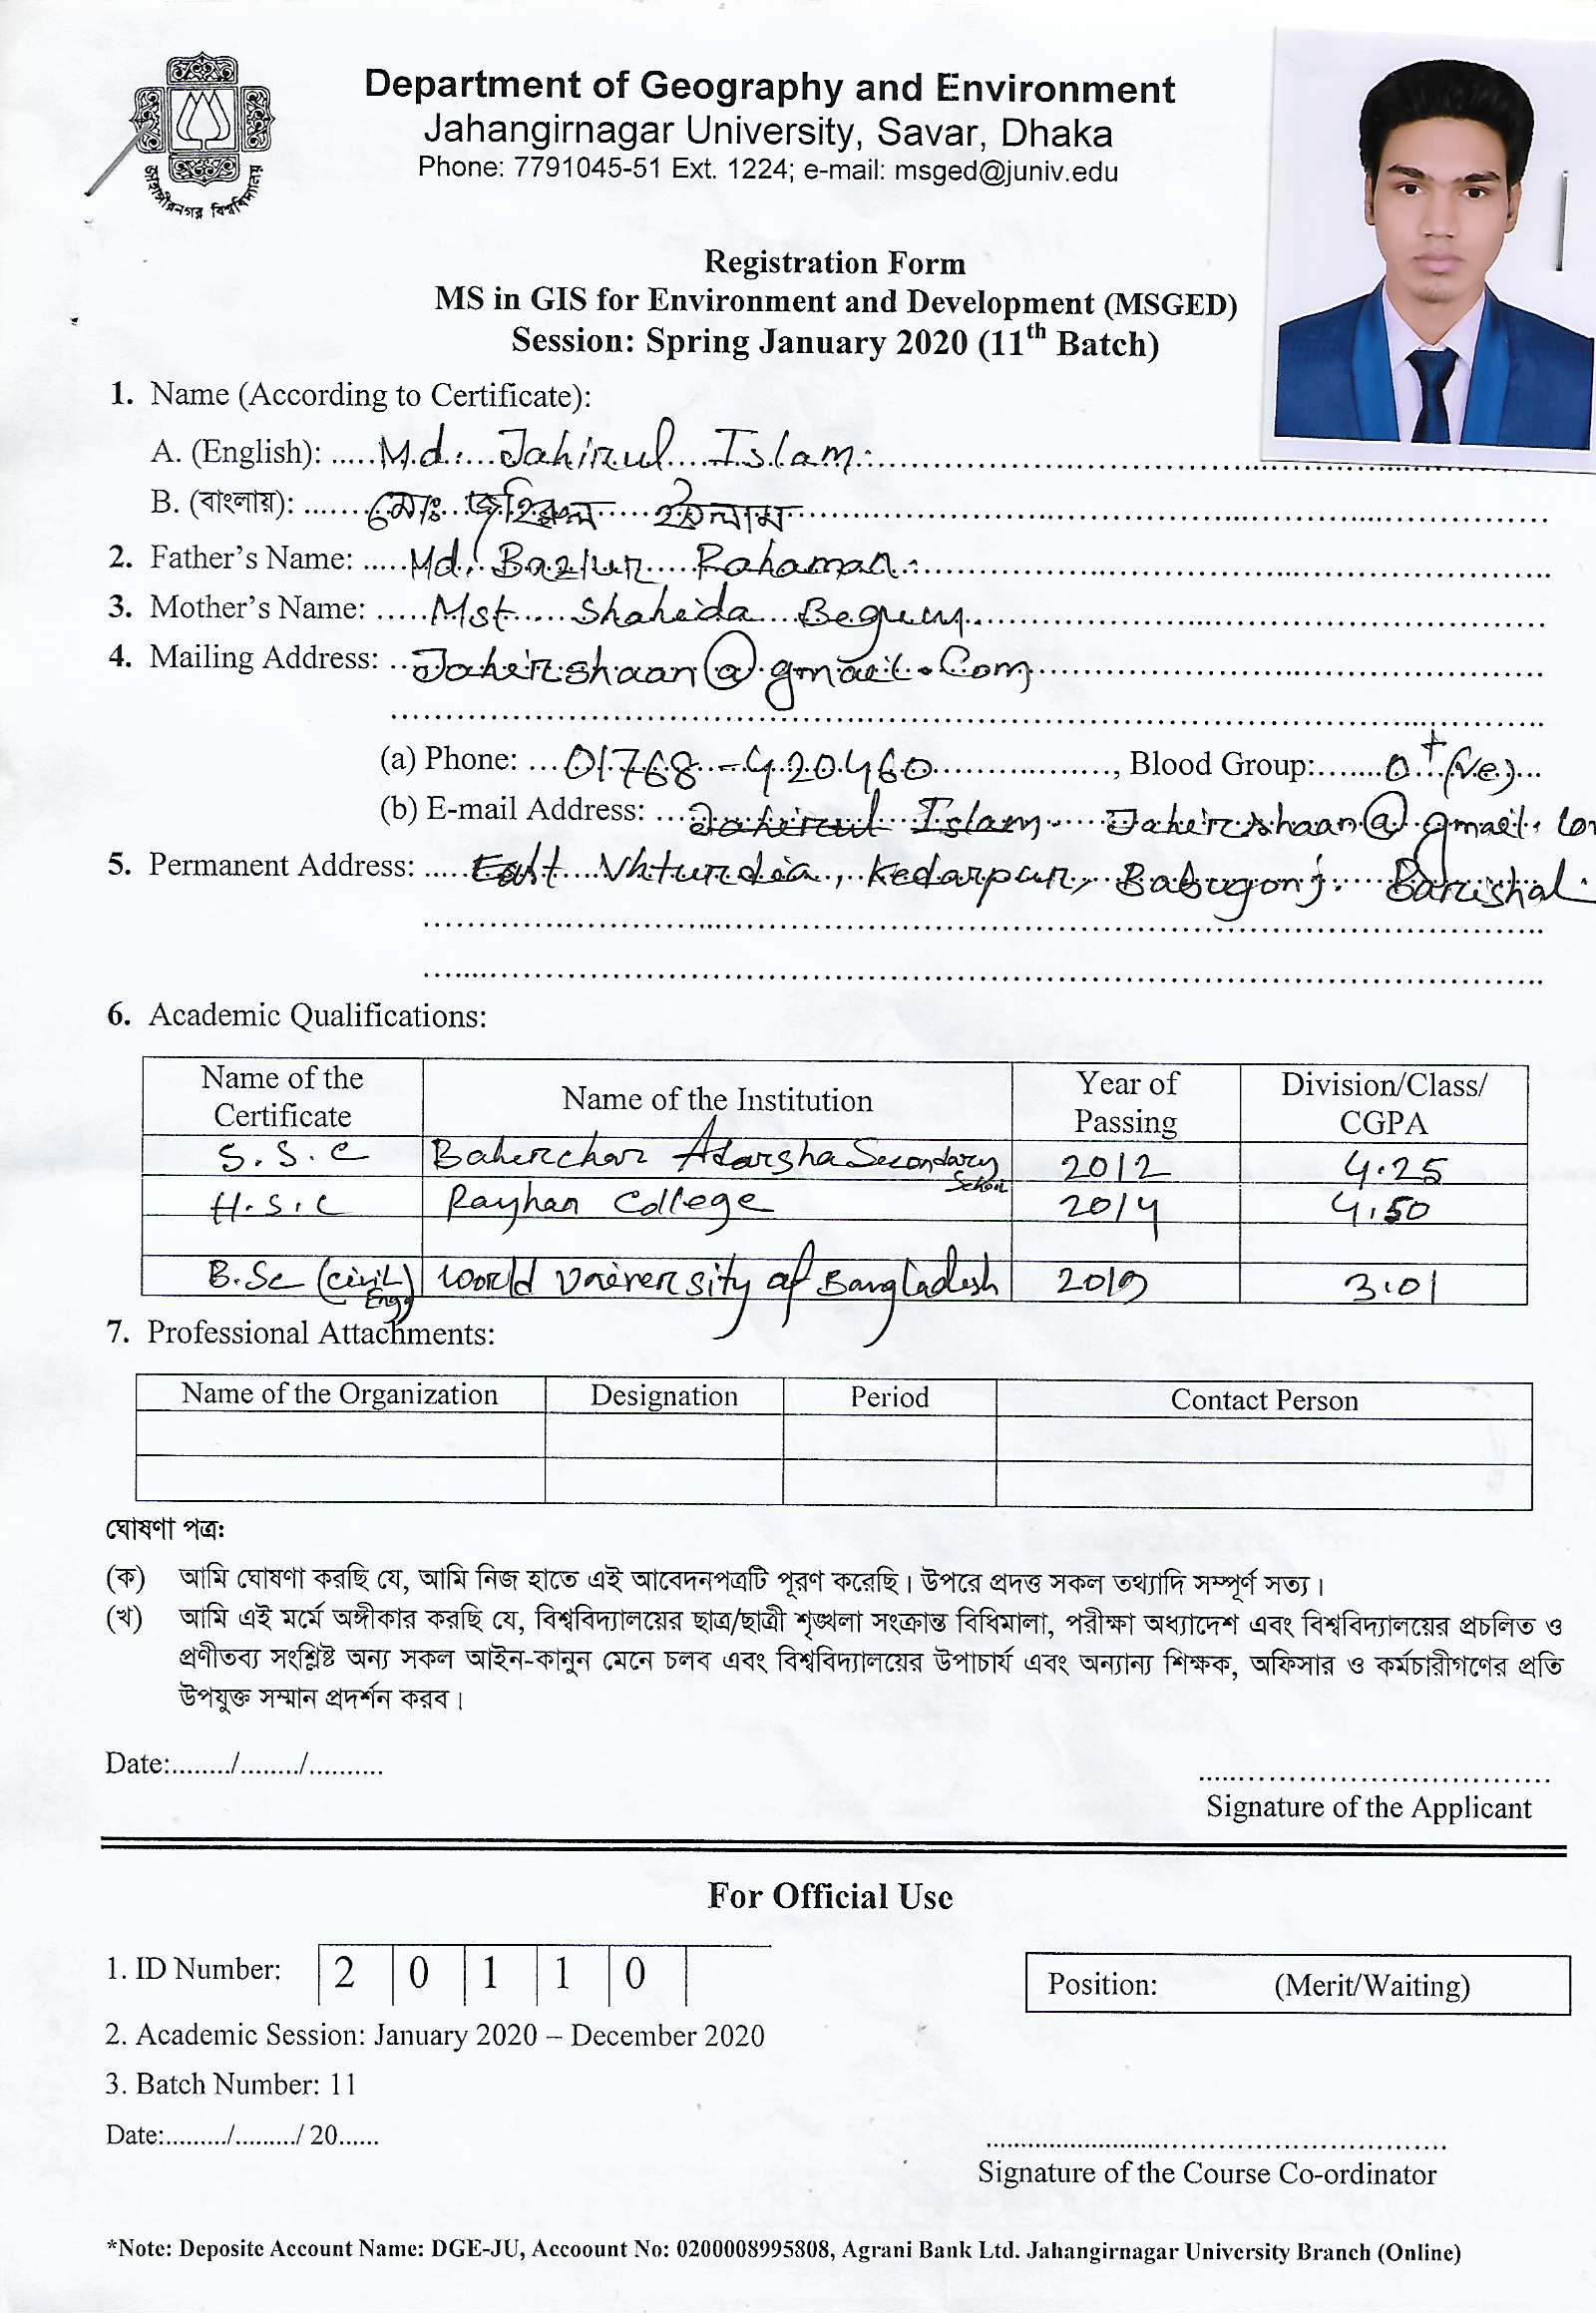 জাহাঙ্গীরনগর বিশ্ববিদ্যালয়
Department of Geography and Environment
Jahangirnagar University, Savar, Dhaka
Phone: 7791045-51 Ext. 1224; e-mail: msged@juniv.edu
Registration Form
MS in GIS for Environment and Development (MSGED)
Session: Spring January 2020 (11th Batch)
1. Name (According to Certificate):
A. (English): Md. Jahirul Islam.
B. (বাংলায়): মোঃ জহিরুল ইসলাম
2. Father's Name: Md. Bazlur Rahaman.
3. Mother's Name: Mst Shaheda Begum.
4. Mailing Address: Jaheirshaan@gmail.com
(a) Phone: 01768-420460, Blood Group: O+(ve)
(b) E-mail Address: Jahirul Islam Jaheirshaan@gmail.co
5. Permanent Address: East Kedarpur, Babugonj. Barishal.
6. Academic Qualifications:
Name of the Certificate Name of the Institution Year of Passing Division/Class/CGPA
S.S.C Baherchar Adarsha Secondary School 2012 4.25
H.S.C Rayhan College 2014 4.50
B.Sc (civil Eng) World University of Bangladesh 2019 3.01
7. Professional Attachments:
Name of the Organization Designation Period Contact Person
ঘোষণা পত্র:
(ক) আমি ঘোষণা করছি যে, আমি নিজ হাতে এই আবেদনপত্রটি পূরণ করেছি। উপরে প্রদত্ত সকল তথ্যাদি সম্পূর্ণ সত্য।
(খ) আমি এই মর্মে অঙ্গীকার করছি যে, বিশ্ববিদ্যালয়ের ছাত্র/ছাত্রী শৃঙ্খলা সংক্রান্ত বিধিমালা, পরীক্ষা অধ্যাদেশ এবং বিশ্ববিদ্যালয়ের প্রচলিত ও
প্রণীতব্য সংশ্লিষ্ট অন্য সকল আইন-কানুন মেনে চলব এবং বিশ্ববিদ্যালয়ের উপাচার্য এবং অন্যান্য শিক্ষক, অফিসার ও কর্মচারীগণের প্রতি
উপযুক্ত সম্মান প্রদর্শন করব।
Date:......../......../..........
Signature of the Applicant
For Official Use
1. ID Number: 2 0 1 1 0
Position: (Merit/Waiting)
2. Academic Session: January 2020 – December 2020
3. Batch Number: 11
Date:........./........./ 20......
Signature of the Course Co-ordinator
*Note: Deposite Account Name: DGE-JU, Accoount No: 0200008995808, Agrani Bank Ltd. Jahangirnagar University Branch (Online)